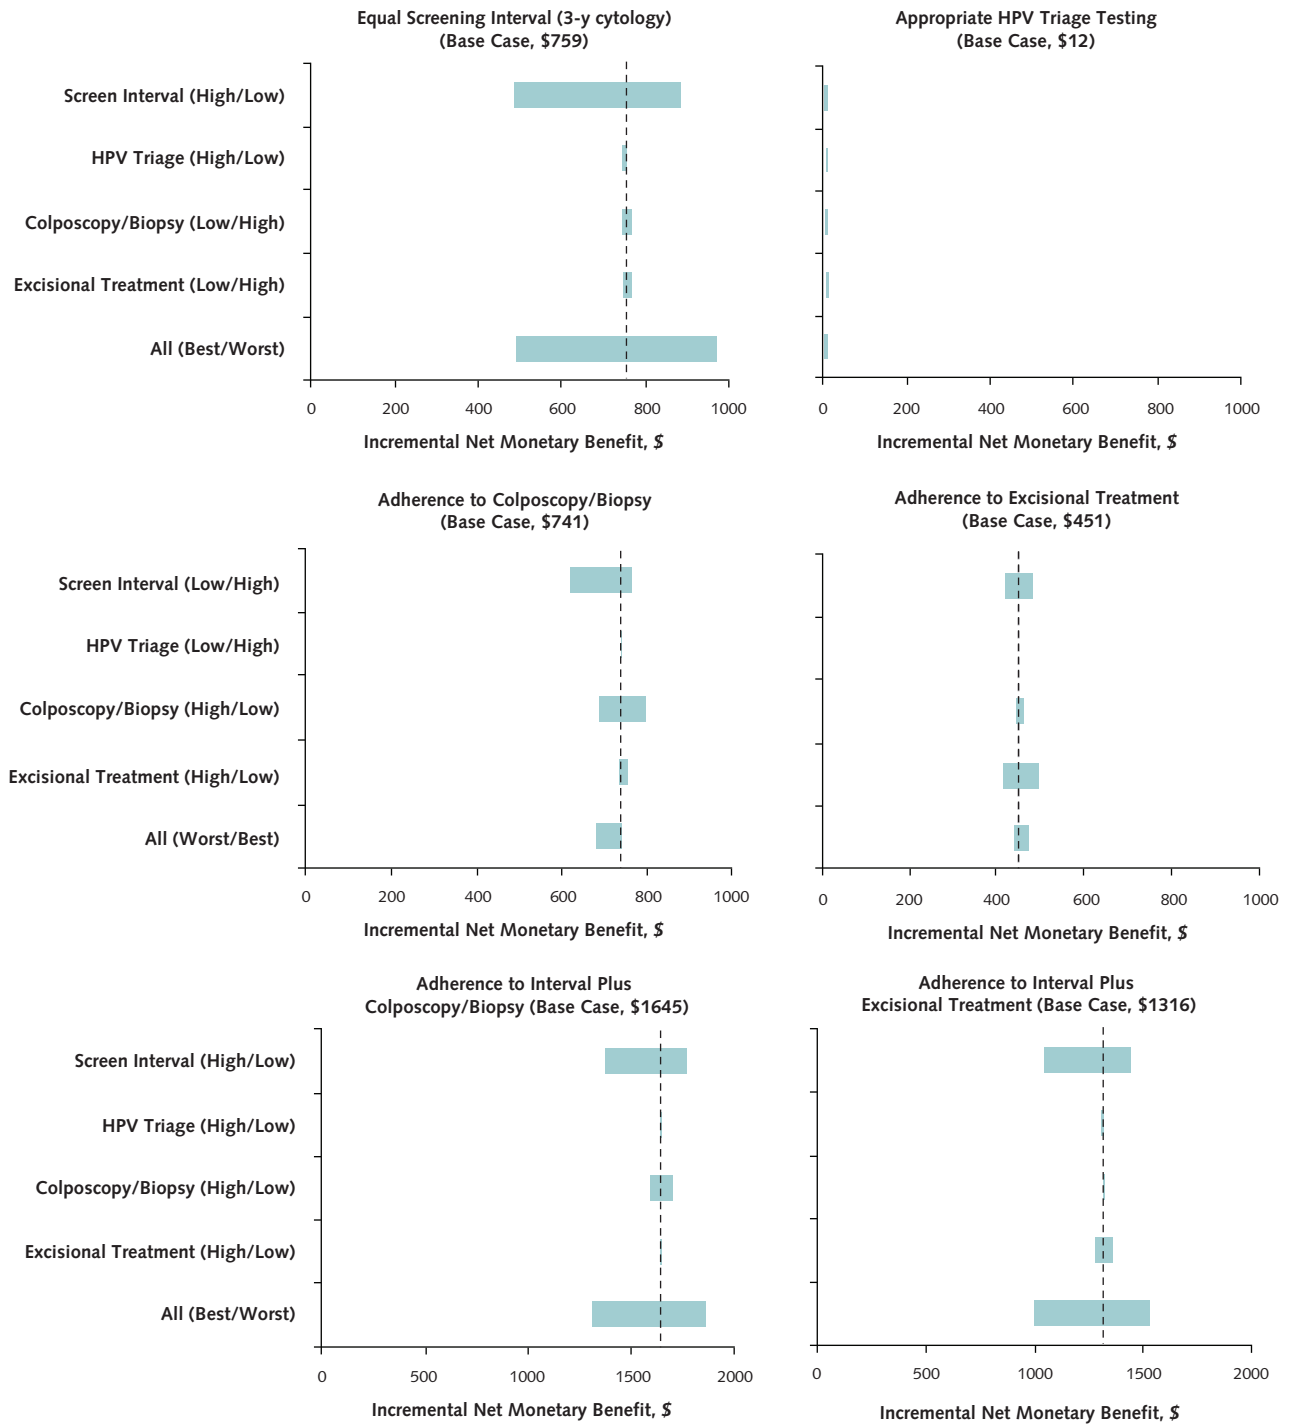 Equal Screening Interval (3-y cytology)
(Base Case, $759)
Screen Interval (High/Low)
HPV Triage (High/Low)
Colposcopy/Biopsy (Low/High)
Excisional Treatment (Low/High)
All (Best/Worst)
0 200 400 600 800 1000
Incremental Net Monetary Benefit, $
Appropriate HPV Triage Testing
(Base Case, $12)
0 200 400 600 800 1000
Incremental Net Monetary Benefit, $
Adherence to Colposcopy/Biopsy
(Base Case, $741)
Screen Interval (Low/High)
HPV Triage (Low/High)
Colposcopy/Biopsy (High/Low)
Excisional Treatment (High/Low)
All (Worst/Best)
0 200 400 600 800 1000
Incremental Net Monetary Benefit, $
Adherence to Excisional Treatment
(Base Case, $451)
0 200 400 600 800 1000
Incremental Net Monetary Benefit, $
Adherence to Interval Plus
Colposcopy/Biopsy (Base Case, $1645)
Screen Interval (High/Low)
HPV Triage (High/Low)
Colposcopy/Biopsy (High/Low)
Excisional Treatment (High/Low)
All (Best/Worst)
0 500 1000 1500 2000
Incremental Net Monetary Benefit, $
Adherence to Interval Plus
Excisional Treatment (Base Case, $1316)
0 500 1000 1500 2000
Incremental Net Monetary Benefit, $